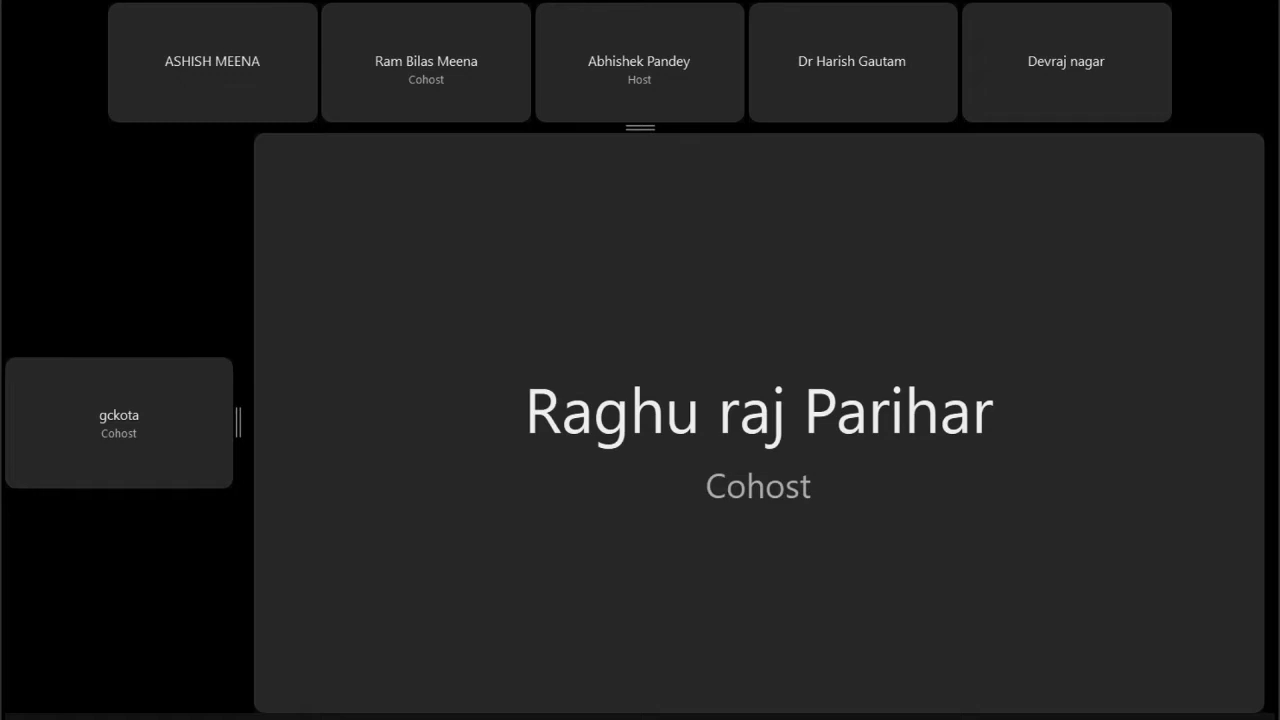 ASHISH MEENA
Ram Bilas Meena
Cohost
Abhishek Pandey
Host
Dr Harish Gautam
Devraj nagar
gckota
Cohost
Raghu raj Parihar
Cohost